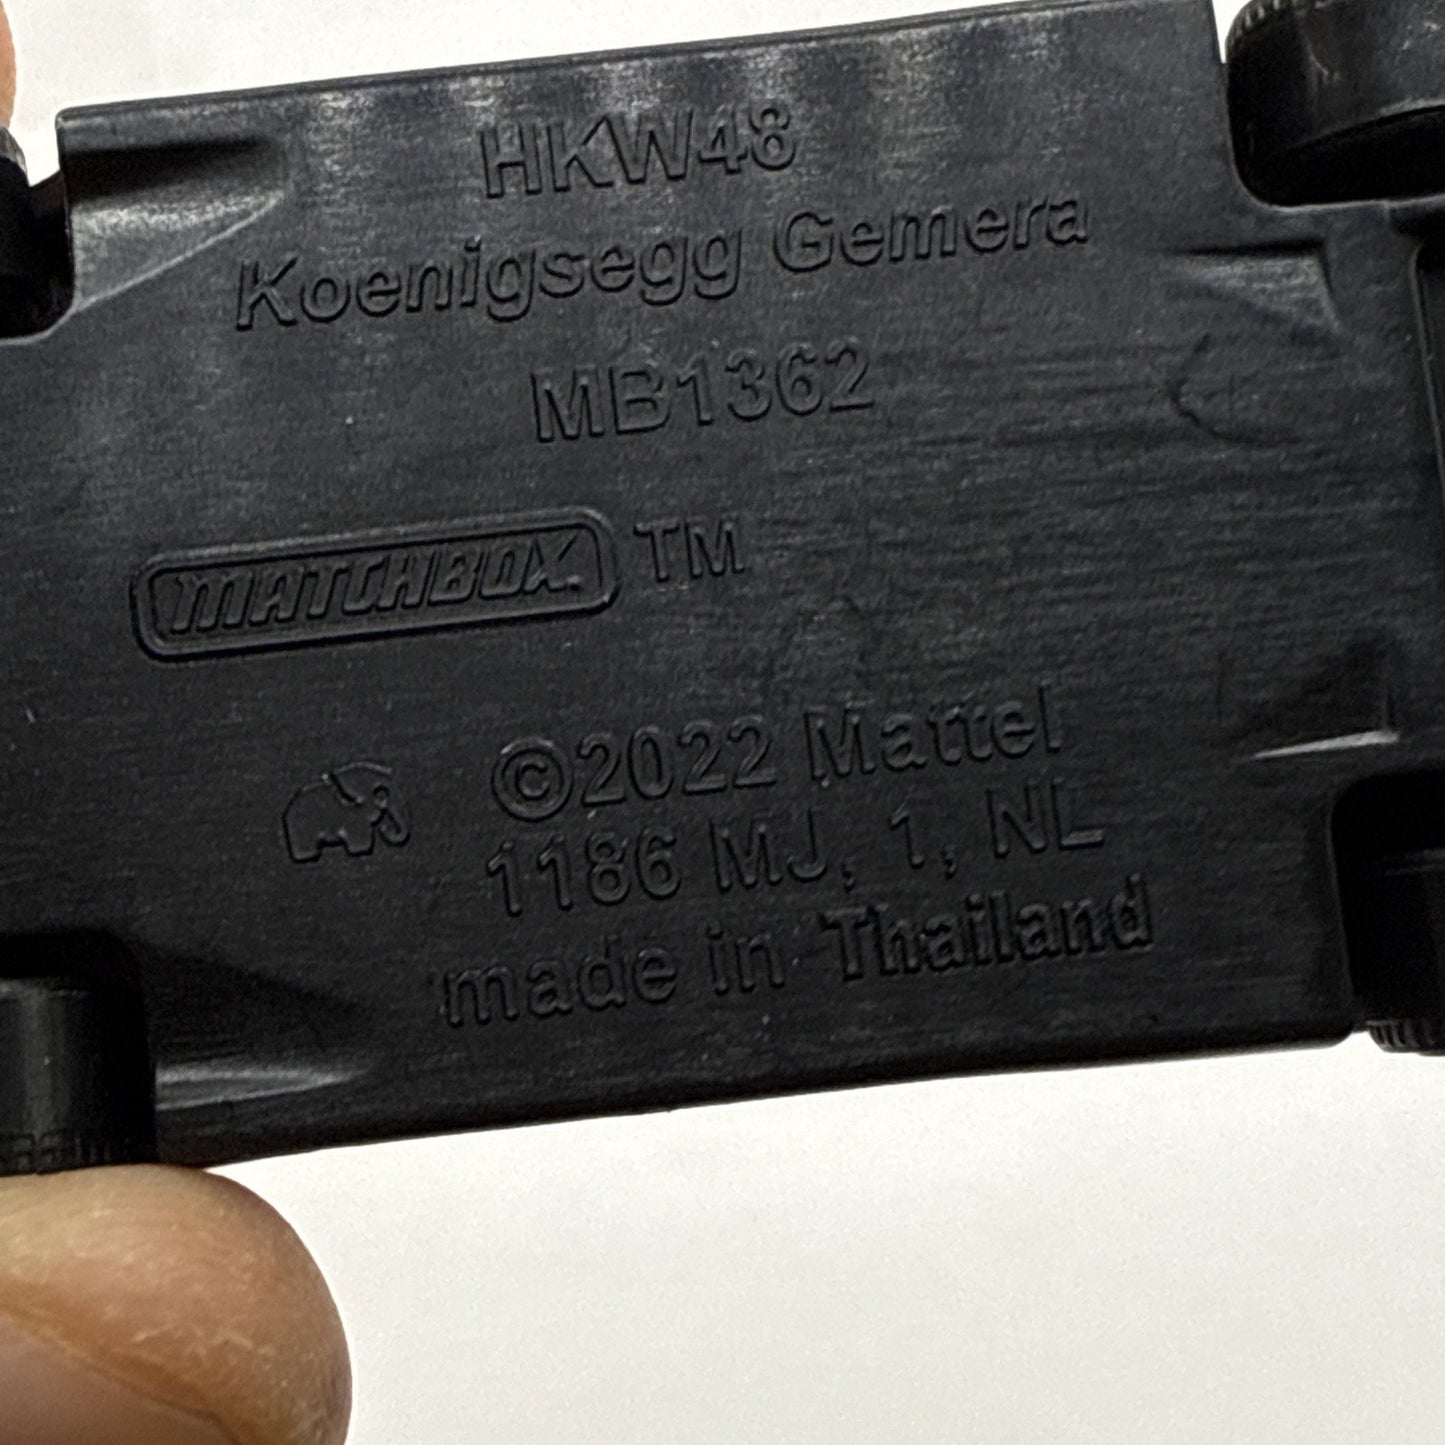 HKW48
Koenigsegg Gemera
MB1362
MATCHBOX TM
©2022 Mattel
1186 MJ, 1, NL
made in Thailand